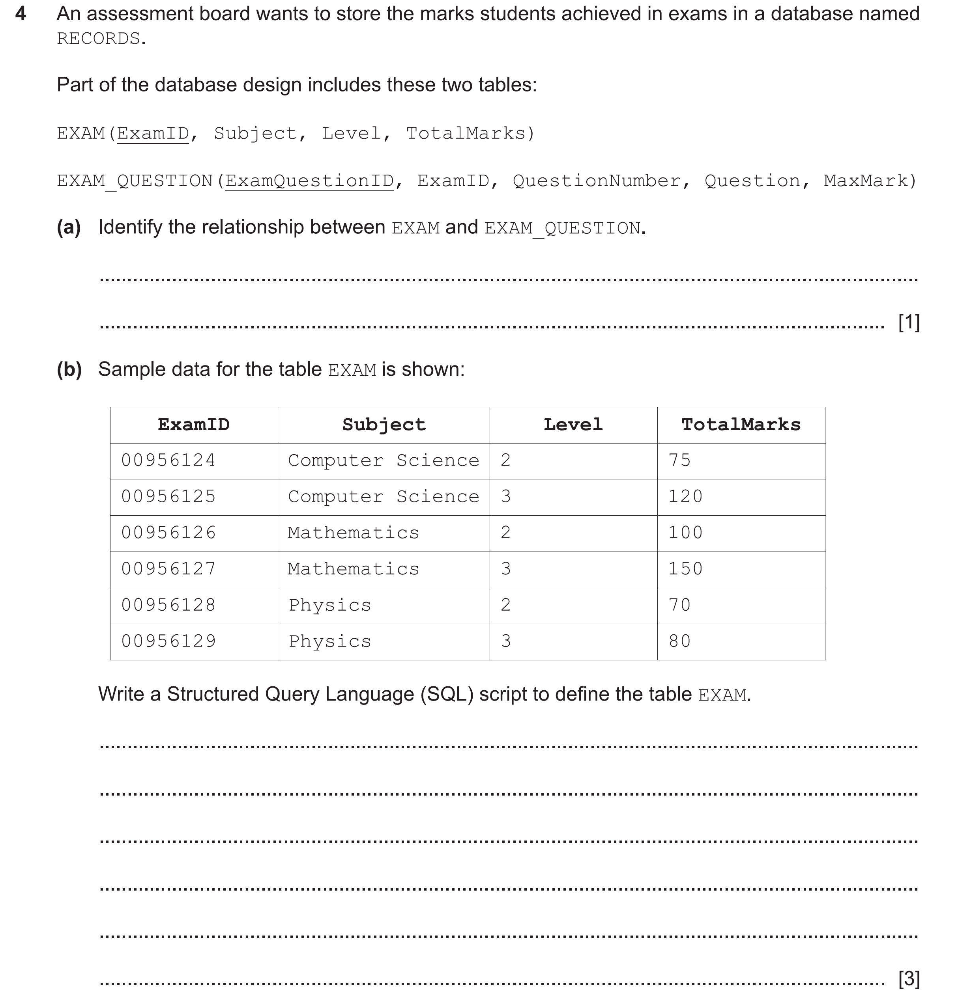 4 An assessment board wants to store the marks students achieved in exams in a database named
RECORDS.
Part of the database design includes these two tables:
EXAM(ExamID, Subject, Level, TotalMarks)
EXAM_QUESTION(ExamQuestionID, ExamID, QuestionNumber, Question, MaxMark)
(a) Identify the relationship between EXAM and EXAM_QUESTION.
[1]
(b) Sample data for the table EXAM is shown:
ExamID Subject Level TotalMarks
00956124 Computer Science 2 75
00956125 Computer Science 3 120
00956126 Mathematics 2 100
00956127 Mathematics 3 150
00956128 Physics 2 70
00956129 Physics 3 80
Write a Structured Query Language (SQL) script to define the table EXAM.
[3]